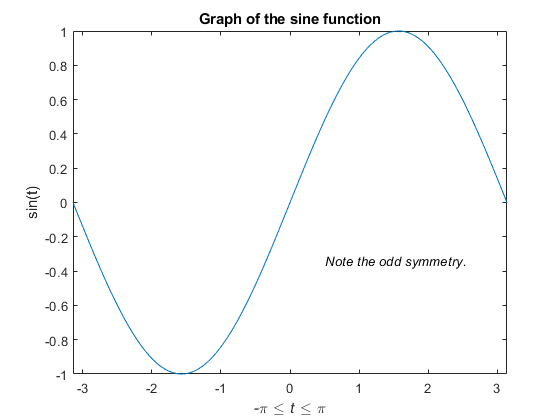 Graph of the sine function
1
0.8
0.6
0.4
0.2
0
-0.2
-0.4
-0.6
-0.8
-1
sin(t)
Note the odd symmetry.
-3 -2 -1 0 1 2 3
-π ≤ t ≤ π